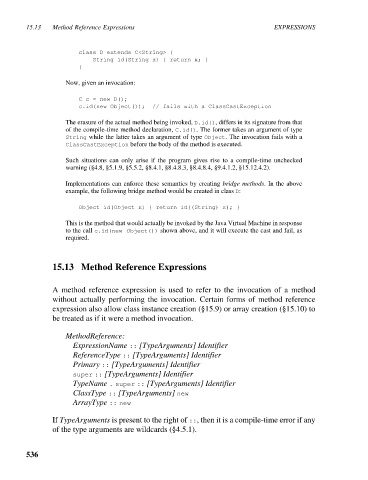 15.13 Method Reference Expressions EXPRESSIONS
class D extends C<String> {
String id(String x) { return x; }
}
Now, given an invocation:
C c = new D();
c.id(new Object()); // fails with a ClassCastException
The erasure of the actual method being invoked, D.id(), differs in its signature from that
of the compile-time method declaration, C.id(). The former takes an argument of type
String while the latter takes an argument of type Object. The invocation fails with a
ClassCastException before the body of the method is executed.
Such situations can only arise if the program gives rise to a compile-time unchecked
warning (§4.8, §5.1.9, §5.5.2, §8.4.1, §8.4.8.3, §8.4.8.4, §9.4.1.2, §15.12.4.2).
Implementations can enforce these semantics by creating bridge methods. In the above
example, the following bridge method would be created in class D:
Object id(Object x) { return id((String) x); }
This is the method that would actually be invoked by the Java Virtual Machine in response
to the call c.id(new Object()) shown above, and it will execute the cast and fail, as
required.
15.13 Method Reference Expressions
A method reference expression is used to refer to the invocation of a method
without actually performing the invocation. Certain forms of method reference
expression also allow class instance creation (§15.9) or array creation (§15.10) to
be treated as if it were a method invocation.
MethodReference:
ExpressionName :: [TypeArguments] Identifier
ReferenceType :: [TypeArguments] Identifier
Primary :: [TypeArguments] Identifier
super :: [TypeArguments] Identifier
TypeName . super :: [TypeArguments] Identifier
ClassType :: [TypeArguments] new
ArrayType :: new
If TypeArguments is present to the right of ::, then it is a compile-time error if any
of the type arguments are wildcards (§4.5.1).
536